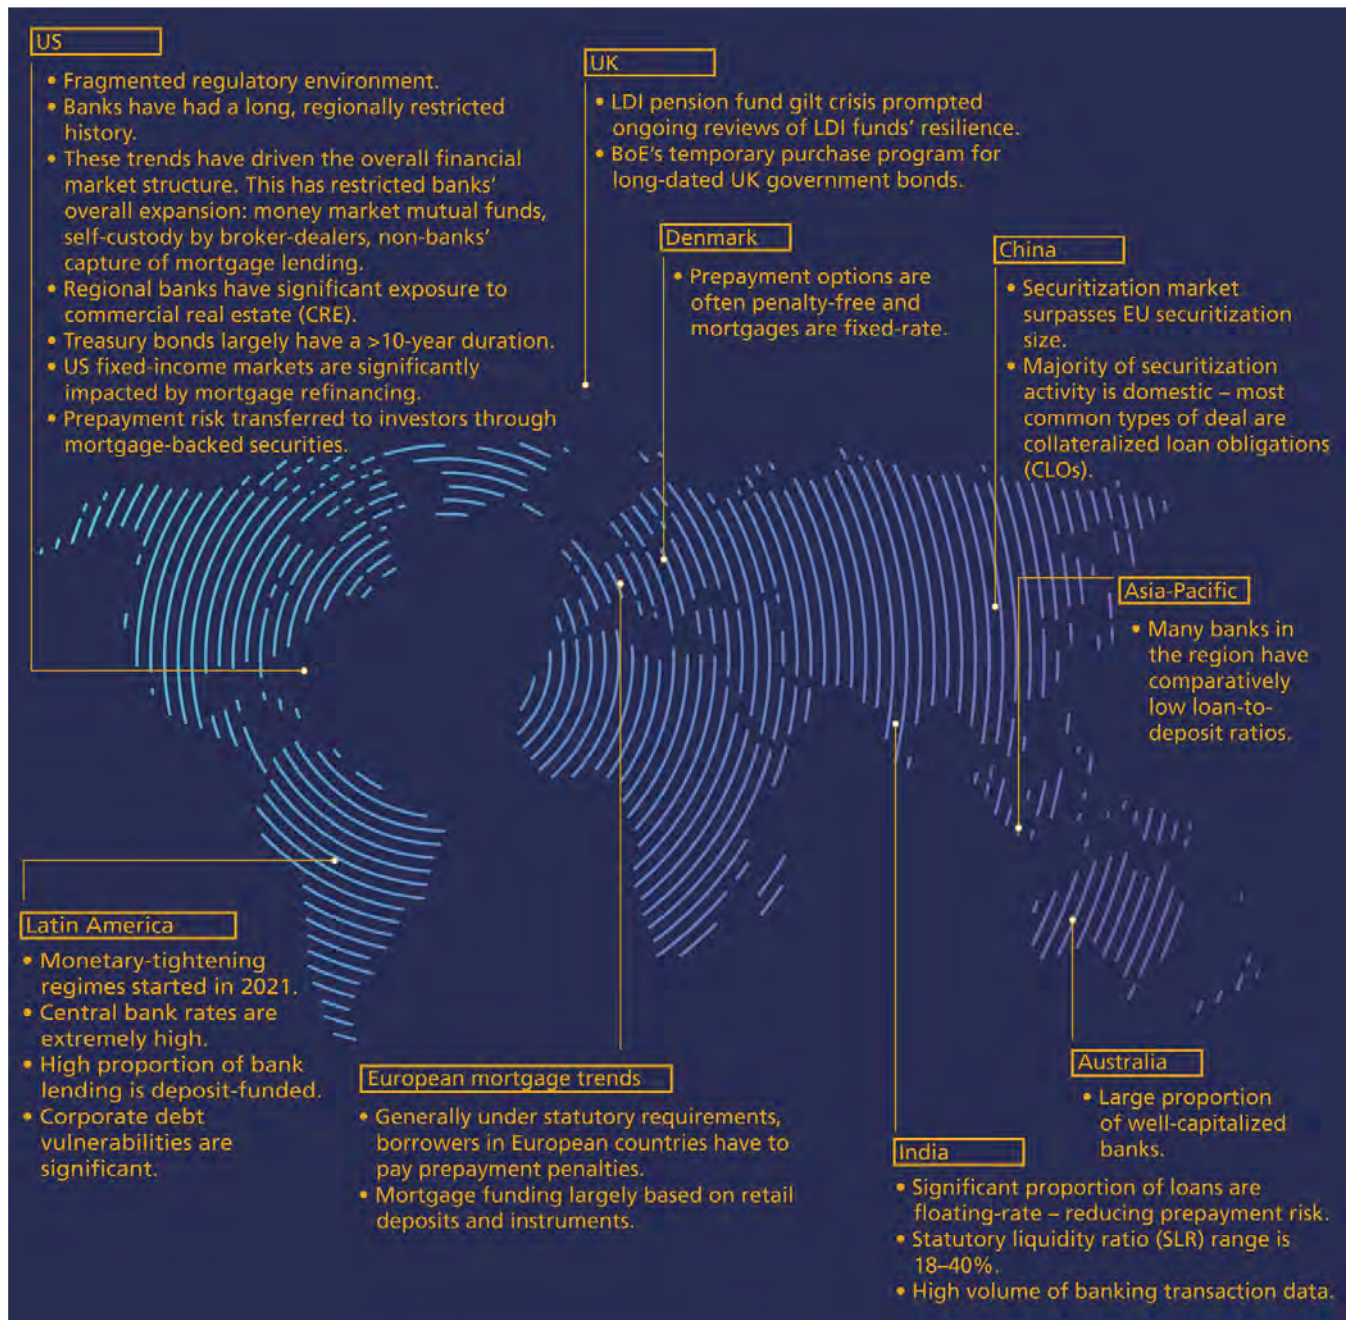 US
• Fragmented regulatory environment.
• Banks have had a long, regionally restricted
history.
• These trends have driven the overall financial
market structure. This has restricted banks’
overall expansion: money market mutual funds,
self-custody by broker-dealers, non-banks’
capture of mortgage lending.
• Regional banks have significant exposure to
commercial real estate (CRE).
• Treasury bonds largely have a >10-year duration.
• US fixed-income markets are significantly
impacted by mortgage refinancing.
• Prepayment risk transferred to investors through
mortgage-backed securities.
UK
• LDI pension fund gilt crisis prompted
ongoing reviews of LDI funds’ resilience.
• BoE’s temporary purchase program for
long-dated UK government bonds.
Denmark
• Prepayment options are
often penalty-free and
mortgages are fixed-rate.
China
• Securitization market
surpasses EU securitization
size.
• Majority of securitization
activity is domestic – most
common types of deal are
collateralized loan obligations
(CLOs).
Asia-Pacific
• Many banks in
the region have
comparatively
low loan-to-
deposit ratios.
Latin America
• Monetary-tightening
regimes started in 2021.
• Central bank rates are
extremely high.
• High proportion of bank
lending is deposit-funded.
• Corporate debt
vulnerabilities are
significant.
European mortgage trends
• Generally under statutory requirements,
borrowers in European countries have to
pay prepayment penalties.
• Mortgage funding largely based on retail
deposits and instruments.
Australia
• Large proportion
of well-capitalized
banks.
India
• Significant proportion of loans are
floating-rate – reducing prepayment risk.
• Statutory liquidity ratio (SLR) range is
18–40%.
• High volume of banking transaction data.